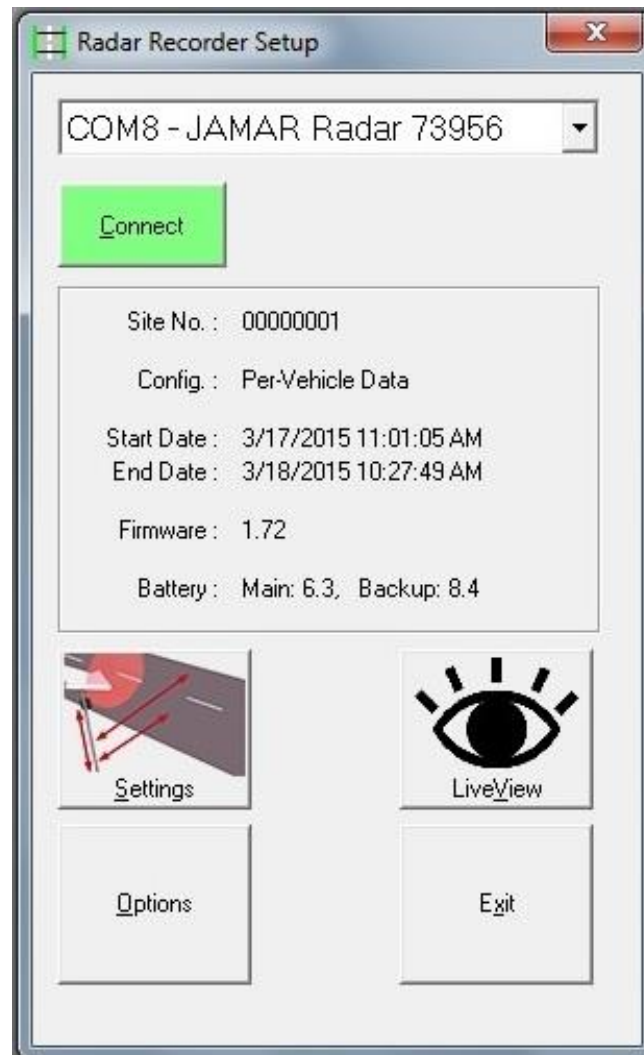 Radar Recorder Setup
COM8 - JAMAR Radar 73956
Connect
Site No. : 00000001
Config. : Per-Vehicle Data
Start Date : 3/17/2015 11:01:05 AM
End Date : 3/18/2015 10:27:49 AM
Firmware : 1.72
Battery : Main: 6.3, Backup: 8.4
Settings
LiveView
Options
Exit